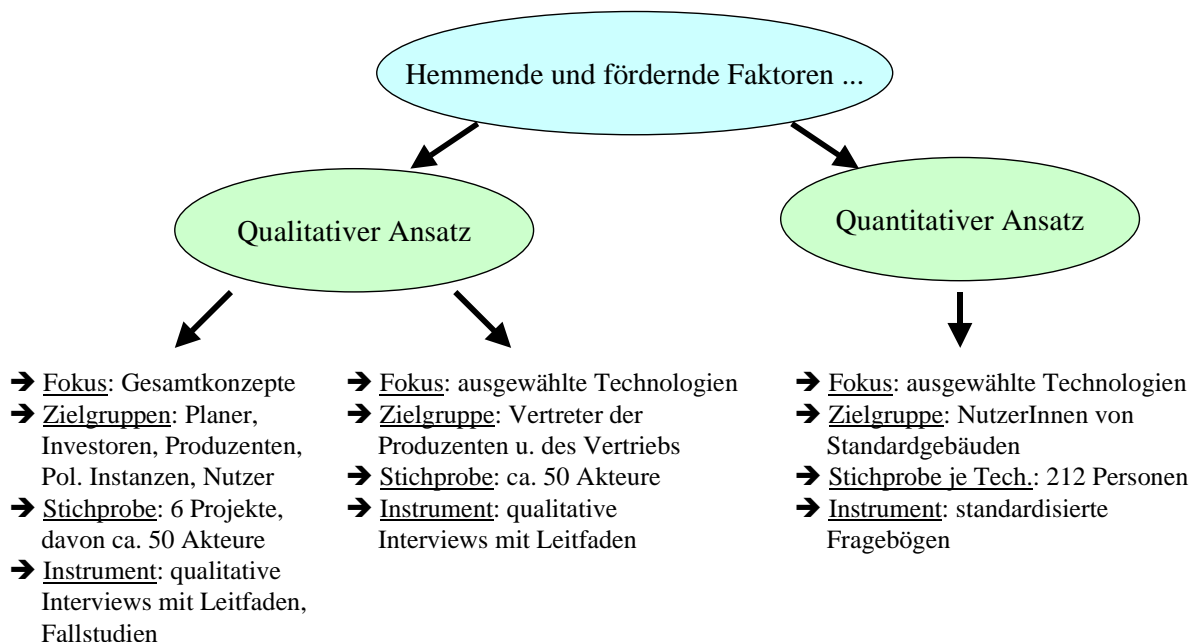 Hemmende und fördernde Faktoren ...
Qualitativer Ansatz
Quantitativer Ansatz
➔ Fokus: Gesamtkonzepte
➔ Zielgruppen: Planer,
Investoren, Produzenten,
Pol. Instanzen, Nutzer
➔ Stichprobe: 6 Projekte,
davon ca. 50 Akteure
➔ Instrument: qualitative
Interviews mit Leitfaden,
Fallstudien
➔ Fokus: ausgewählte Technologien
➔ Zielgruppe: Vertreter der
Produzenten u. des Vertriebs
➔ Stichprobe: ca. 50 Akteure
➔ Instrument: qualitative
Interviews mit Leitfaden
➔ Fokus: ausgewählte Technologien
➔ Zielgruppe: NutzerInnen von
Standardgebäuden
➔ Stichprobe je Tech.: 212 Personen
➔ Instrument: standardisierte
Fragebögen